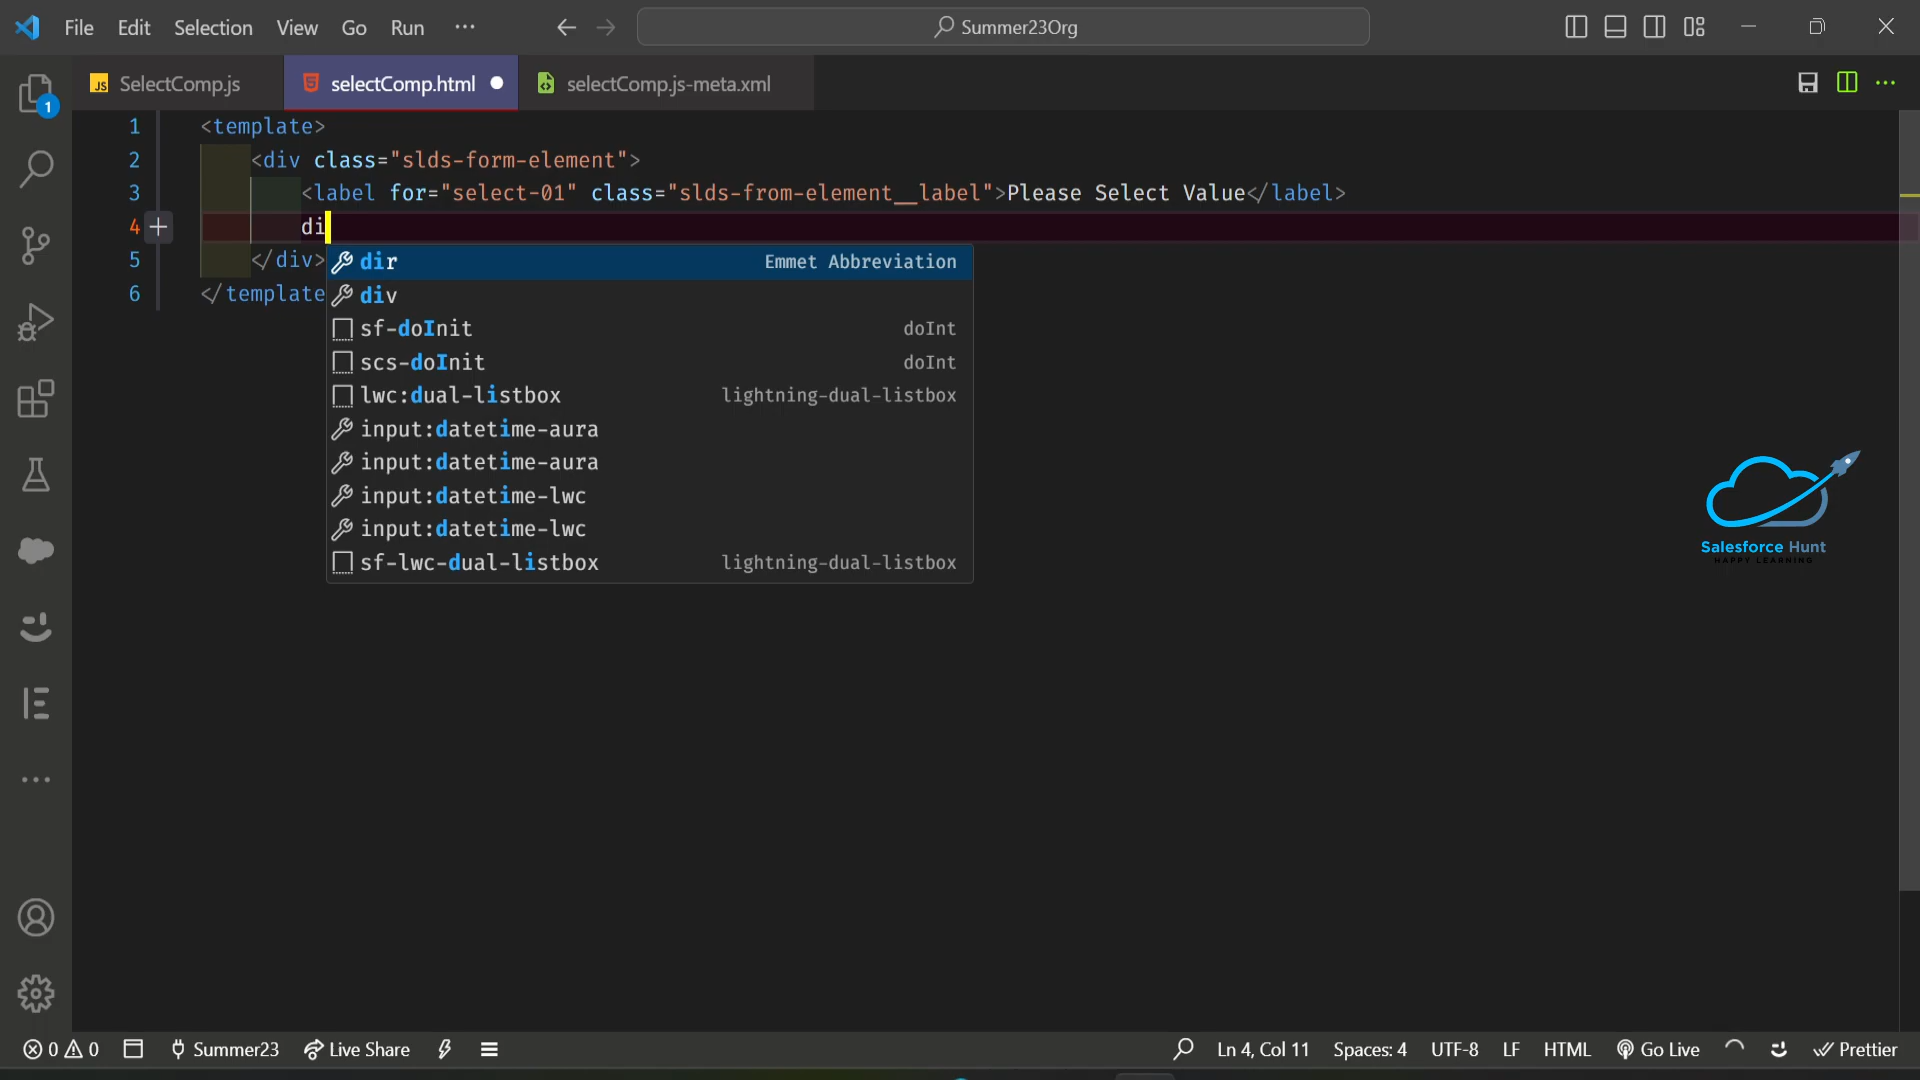 File Edit Selection View Go Run ··· Summer23Org
SelectComp.js selectComp.html selectComp.js-meta.xml
1 <template>
2 <div class="slds-form-element">
3 <label for="select-01" class="slds-from-element__label">Please Select Value</label>
4 di
5 </div>
6 </template
dir Emmet Abbreviation
div
sf-doInit doInt
scs-doInit doInt
lwc:dual-listbox lightning-dual-listbox
input:datetime-aura
input:datetime-aura
input:datetime-lwc
input:datetime-lwc
sf-lwc-dual-listbox lightning-dual-listbox
1
Salesforce Hunt
HAPPY LEARNING
0 0 Summer23 Live Share Ln 4, Col 11 Spaces: 4 UTF-8 LF HTML Go Live Prettier